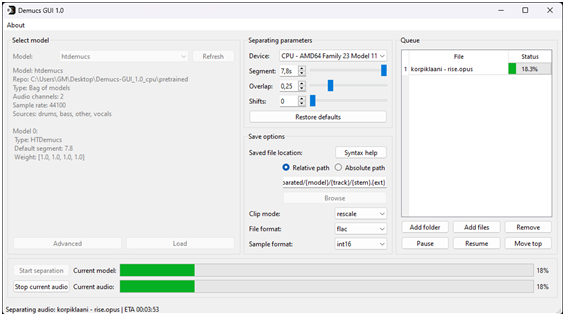 Demucs GUI 1.0
About
Select model
Model: htdemucs Refresh
Model: htdemucs
Repo: C:\Users\GM\Desktop\Demucs-GUI_1.0_cpu\pretrained
Type: Bag of models
Audio channels: 2
Sample rate: 44100
Sources: drums, bass, other, vocals
Model 0:
Type: HTDemucs
Default segment: 7.8
Weight: [1.0, 1.0, 1.0, 1.0]
Advanced Load
Separating parameters
Device: CPU - AMD64 Family 23 Model 11
Segment: 7,8s
Overlap: 0,25
Shifts: 0
Restore defaults
Save options
Saved file location: Syntax help
Relative path Absolute path
parated/{model}/{track}/{stem}.{ext}
Browse
Clip mode: rescale
File format: flac
Sample format: int16
Queue
File Status
1 korpiklaani - rise.opus 18.3%
Add folder Add files Remove
Pause Resume Move top
Start separation Current model: 18%
Stop current audio Current audio: 18%
Separating audio: korpiklaani - rise.opus | ETA 00:03:53